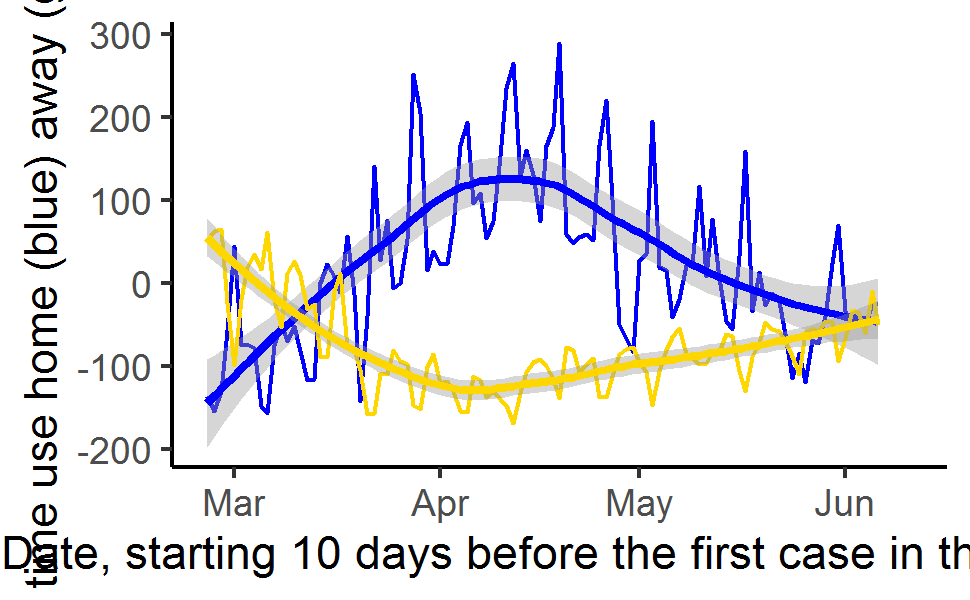 time use home (blue) away (
300
200
100
0
-100
-200
Mar Apr May Jun
Date, starting 10 days before the first case in th